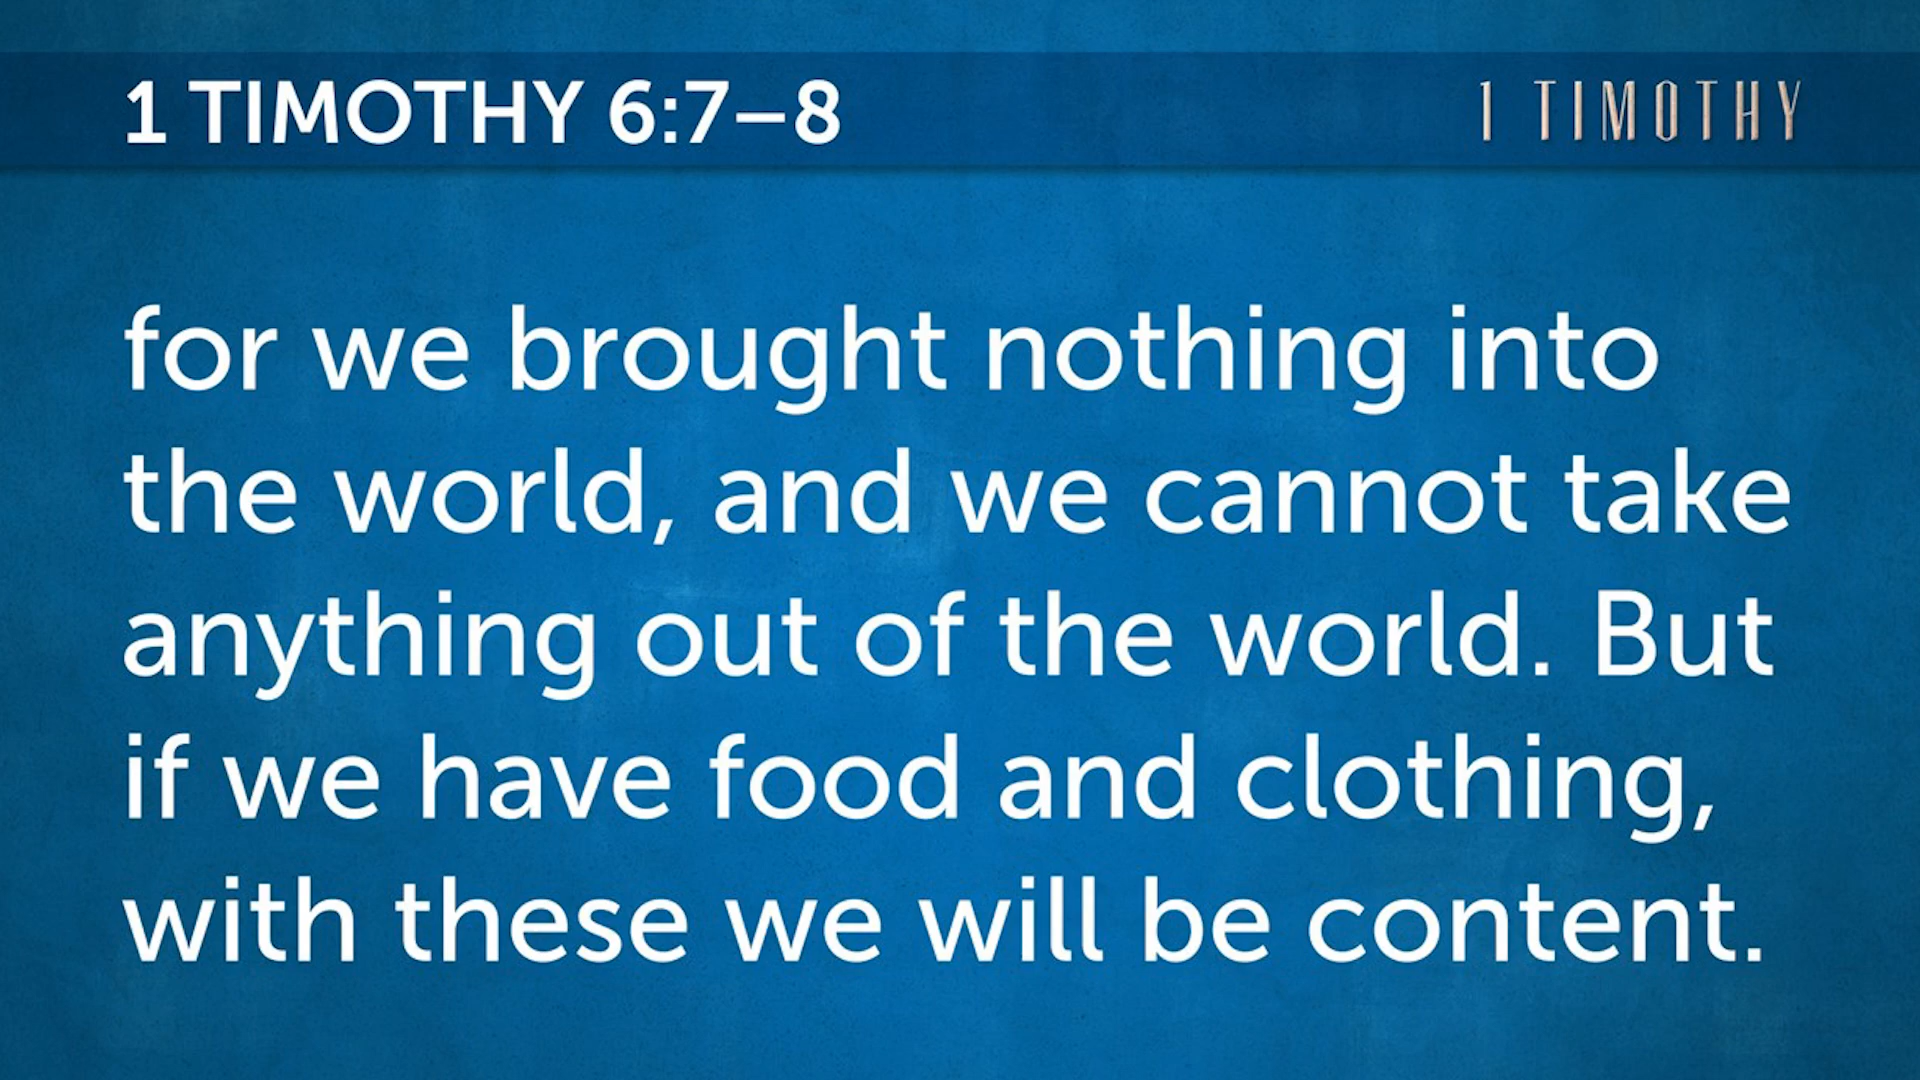 1 TIMOTHY 6:7–8
1 TIMOTHY
for we brought nothing into
the world, and we cannot take
anything out of the world. But
if we have food and clothing,
with these we will be content.